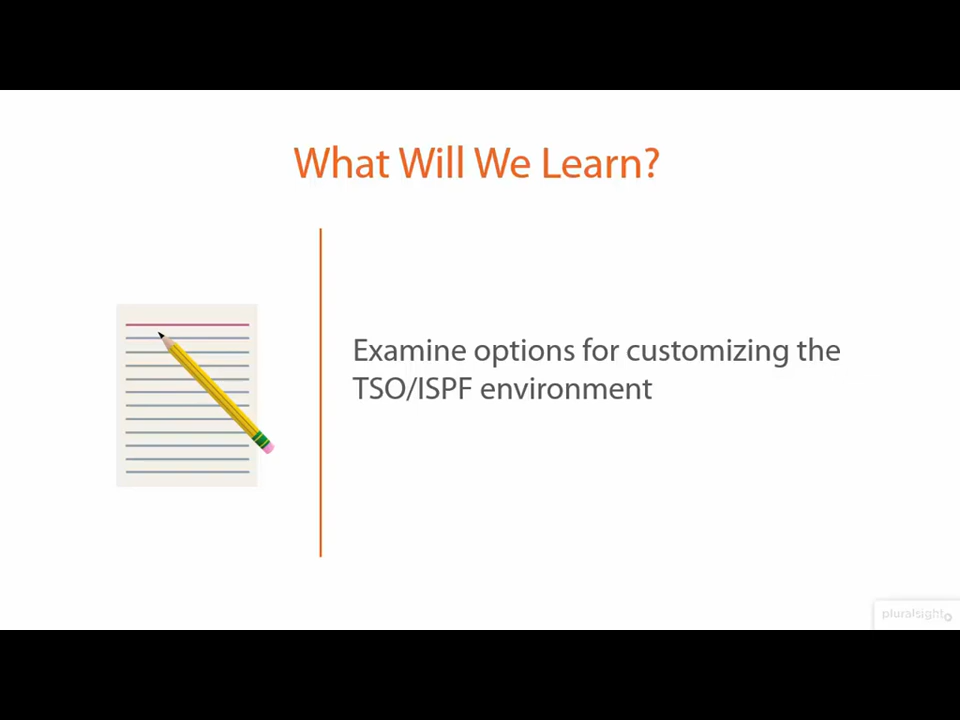 What Will We Learn?
Examine options for customizing the
TSO/ISPF environment
pluralsight